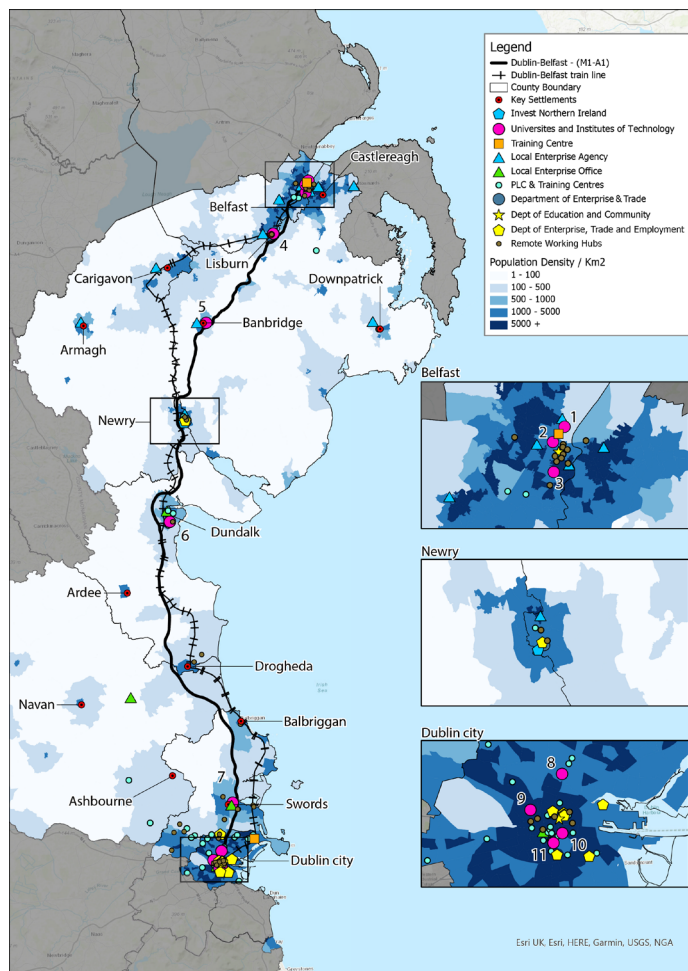 Legend
Dublin-Belfast - (M1-A1)
Dublin-Belfast train line
County Boundary
Key Settlements
Invest Northern Ireland
Universites and Institutes of Technology
Training Centre
Local Enterprise Agency
Local Enterprise Office
PLC & Training Centres
Department of Enterprise & Trade
Dept of Education and Community
Dept of Enterprise, Trade and Employment
Remote Working Hubs
Population Density / Km2
1 - 100
100 - 500
500 - 1000
1000 - 5000
5000 +
Castlereagh
Belfast
4
Lisburn
Carigavon
Downpatrick
5
Banbridge
Armagh
Newry
Dundalk
6
Ardee
Drogheda
Navan
Balbriggan
7
Ashbourne
Swords
Dublin city
Belfast
1
2
3
Newry
Dublin city
8
9
10
11
Esri UK, Esri, HERE, Garmin, USGS, NGA